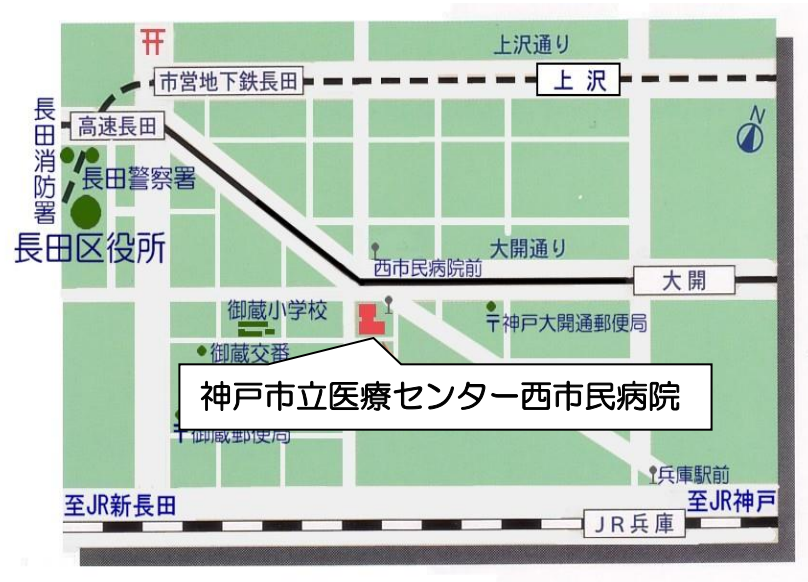 上沢通り
市営地下鉄長田
上沢
N
長田消防署
高速長田
長田警察署
長田区役所
大開通り
西市民病院前
大開
御蔵小学校
〒神戸大開通郵便局
御蔵交番
神戸市立医療センター西市民病院
〒御蔵郵便局
兵庫駅前
至JR新長田
至JR神戸
JR兵庫